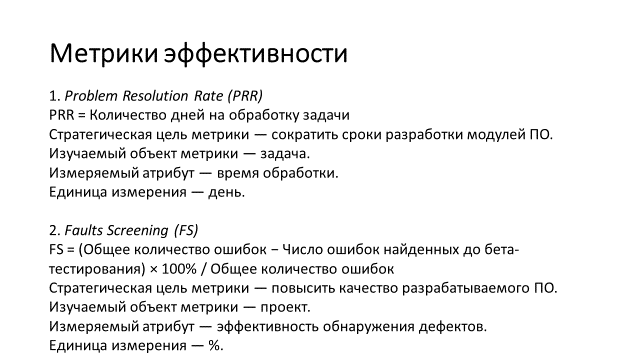 Метрики эффективности
1. Problem Resolution Rate (PRR)
PRR = Количество дней на обработку задачи
Стратегическая цель метрики — сократить сроки разработки модулей ПО.
Изучаемый объект метрики — задача.
Измеряемый атрибут — время обработки.
Единица измерения — день.
2. Faults Screening (FS)
FS = (Общее количество ошибок − Число ошибок найденных до бета-
тестирования) × 100% / Общее количество ошибок
Стратегическая цель метрики — повысить качество разрабатываемого ПО.
Изучаемый объект метрики — проект.
Измеряемый атрибут — эффективность обнаружения дефектов.
Единица измерения — %.